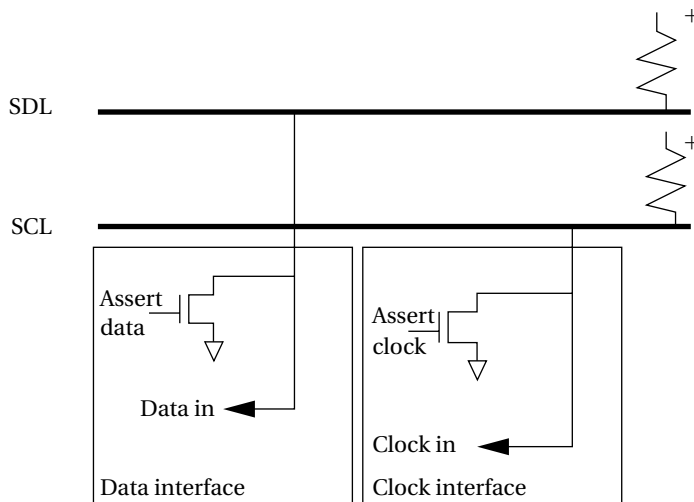 +
SDL
+
SCL
Assert
data
Assert
clock
Data in
Clock in
Data interface
Clock interface